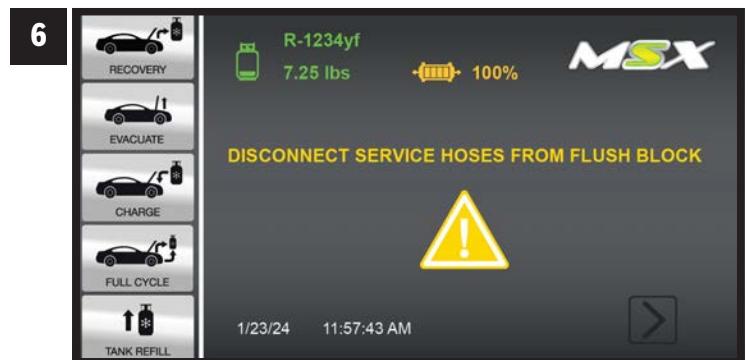 6
RECOVERY
EVACUATE
CHARGE
FULL CYCLE
TANK REFILL
R-1234yf
7.25 lbs
100%
MSX
DISCONNECT SERVICE HOSES FROM FLUSH BLOCK
!
1/23/24 11:57:43 AM